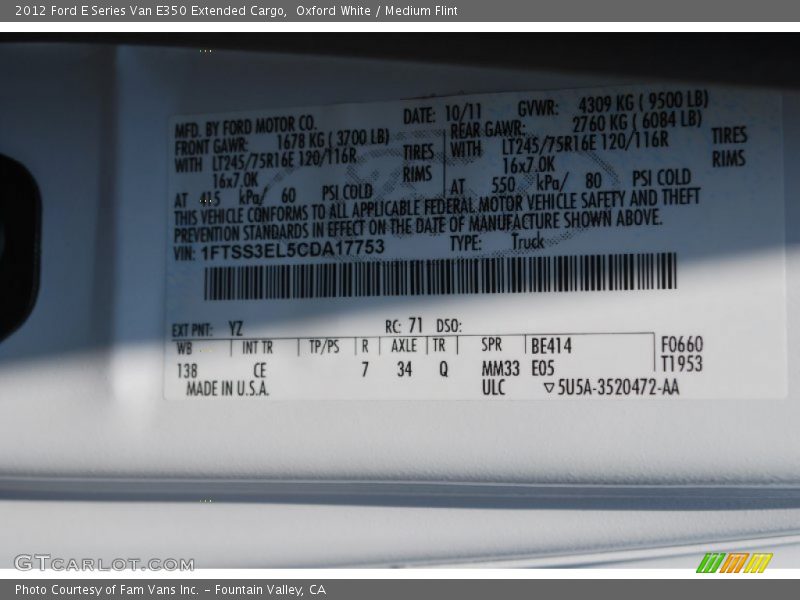 2012 Ford E Series Van E350 Extended Cargo,  Oxford White / Medium Flint
MFD. BY FORD MOTOR CO.  DATE: 10/11  GVWR: 4309 KG ( 9500 LB)
FRONT GAWR: 1678 KG ( 3700 LB)  REAR GAWR: 2760 KG ( 6084 LB)
WITH LT245/75R16E 120/116R TIRES  WITH LT245/75R16E 120/116R TIRES
16x7.0K RIMS  16x7.0K RIMS
AT 415 kPa/ 60 PSI COLD  AT 550 kPa/ 80 PSI COLD
THIS VEHICLE CONFORMS TO ALL APPLICABLE FEDERAL MOTOR VEHICLE SAFETY AND THEFT
PREVENTION STANDARDS IN EFFECT ON THE DATE OF MANUFACTURE SHOWN ABOVE.
VIN: 1FTSS3EL5CDA17753  TYPE: Truck
EXT PNT: YZ  RC: 71 DSO:
WB | INT TR | TP/PS | R | AXLE | TR | SPR | BE414 F0660
138 CE 7 34 Q MM33 E05 T1953
MADE IN U.S.A. ULC ▽5U5A-3520472-AA
GTCARLOT.COM
Photo Courtesy of Fam Vans Inc. – Fountain Valley, CA